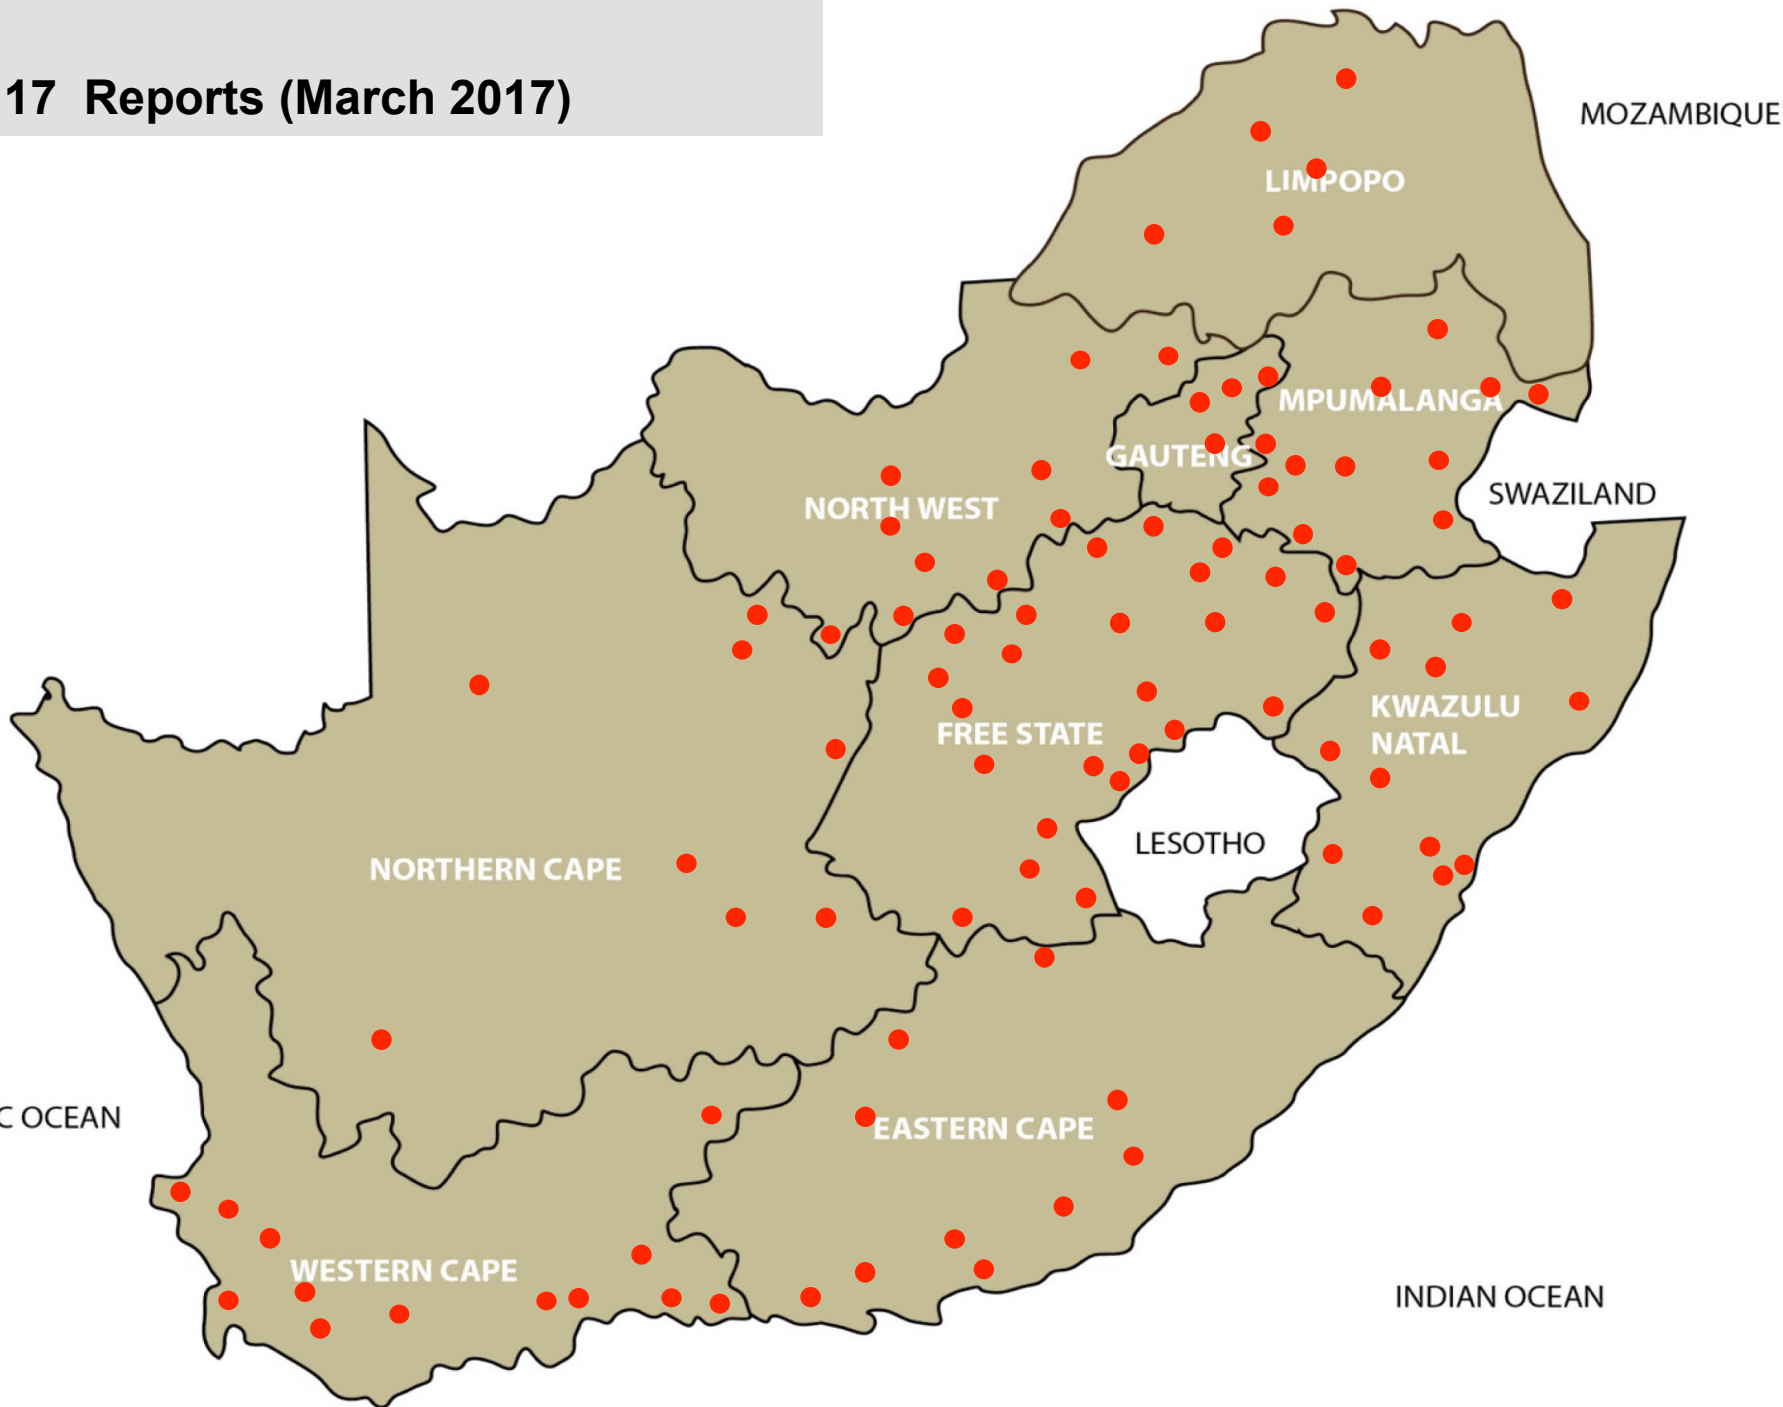 17 Reports (March 2017)
MOZAMBIQUE
LIMPOPO
MPUMALANGA
GAUTENG
SWAZILAND
NORTH WEST
KWAZULU
NATAL
FREE STATE
LESOTHO
NORTHERN CAPE
C OCEAN
EASTERN CAPE
WESTERN CAPE
INDIAN OCEAN